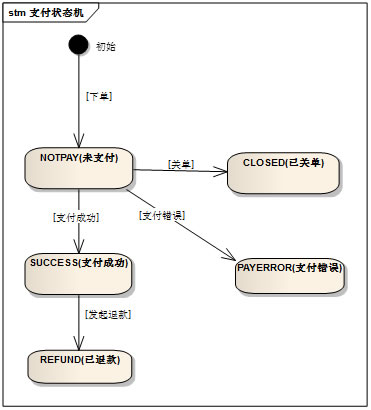 stm 支付状态机
初始
[下单]
NOTPAY(未支付)
[关单]
CLOSED(已关单)
[支付成功]
[支付错误]
SUCCESS(支付成功)
PAYERROR(支付错误)
[发起退款]
REFUND(已退款)